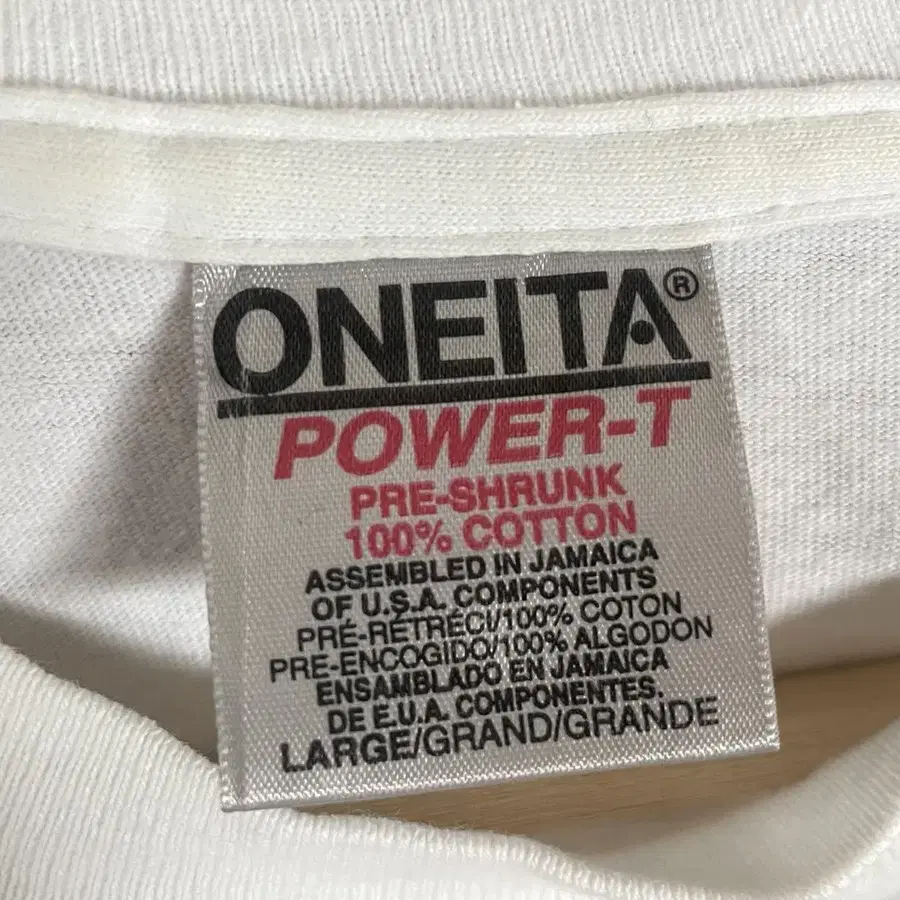 ONEITA®
POWER-T
PRE-SHRUNK
100% COTTON
ASSEMBLED IN JAMAICA
OF U.S.A. COMPONENTS
PRÉ-RÉTRÉCI/100% COTON
PRE-ENCOGIDO/100% ALGODON
ENSAMBLADO EN JAMAICA
DE E.U.A. COMPONENTES.
LARGE/GRAND/GRANDE